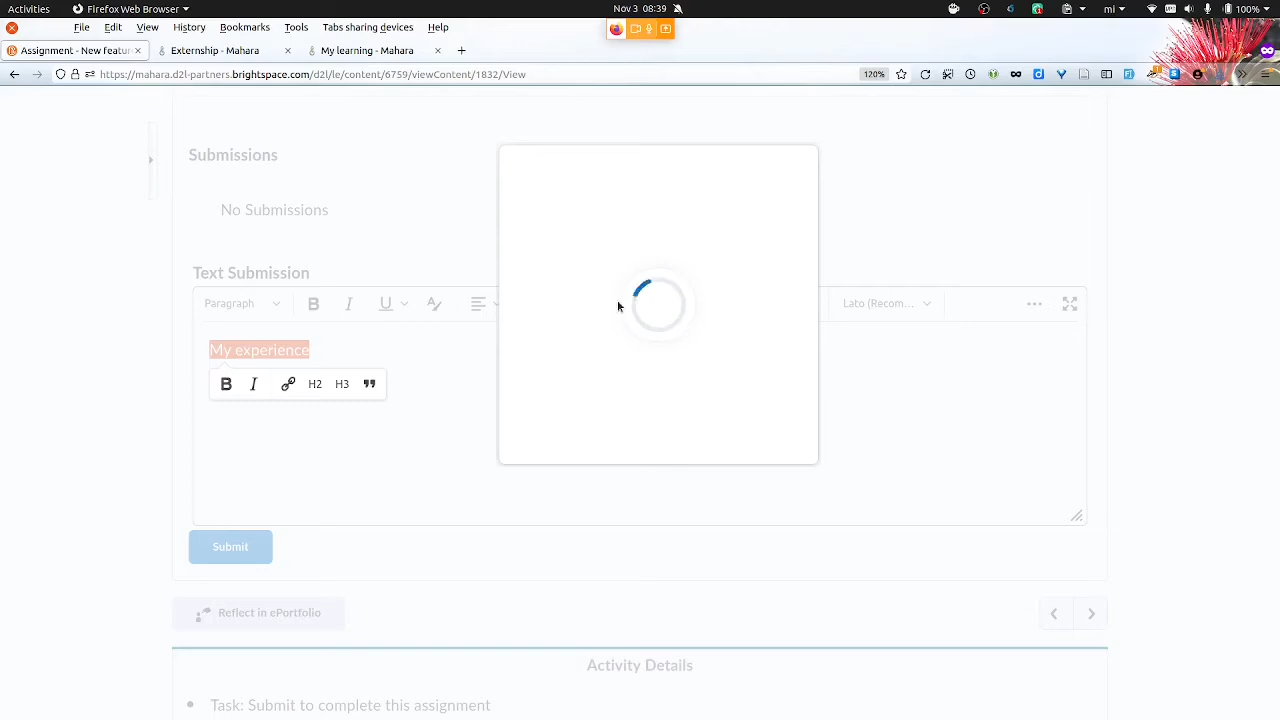 Activities Firefox Web Browser Nov 3 08:39 mi 100%
File Edit View History Bookmarks Tools Tabs sharing devices Help
Assignment - New featur Externship - Mahara My learning - Mahara
https://mahara.d2l-partners.brightspace.com/d2l/le/content/6759/viewContent/1832/View 120%
Submissions
No Submissions
Text Submission
Paragraph B I U Lato (Recom...
My experience
B I H2 H3
Submit
Reflect in ePortfolio
Activity Details
Task: Submit to complete this assignment